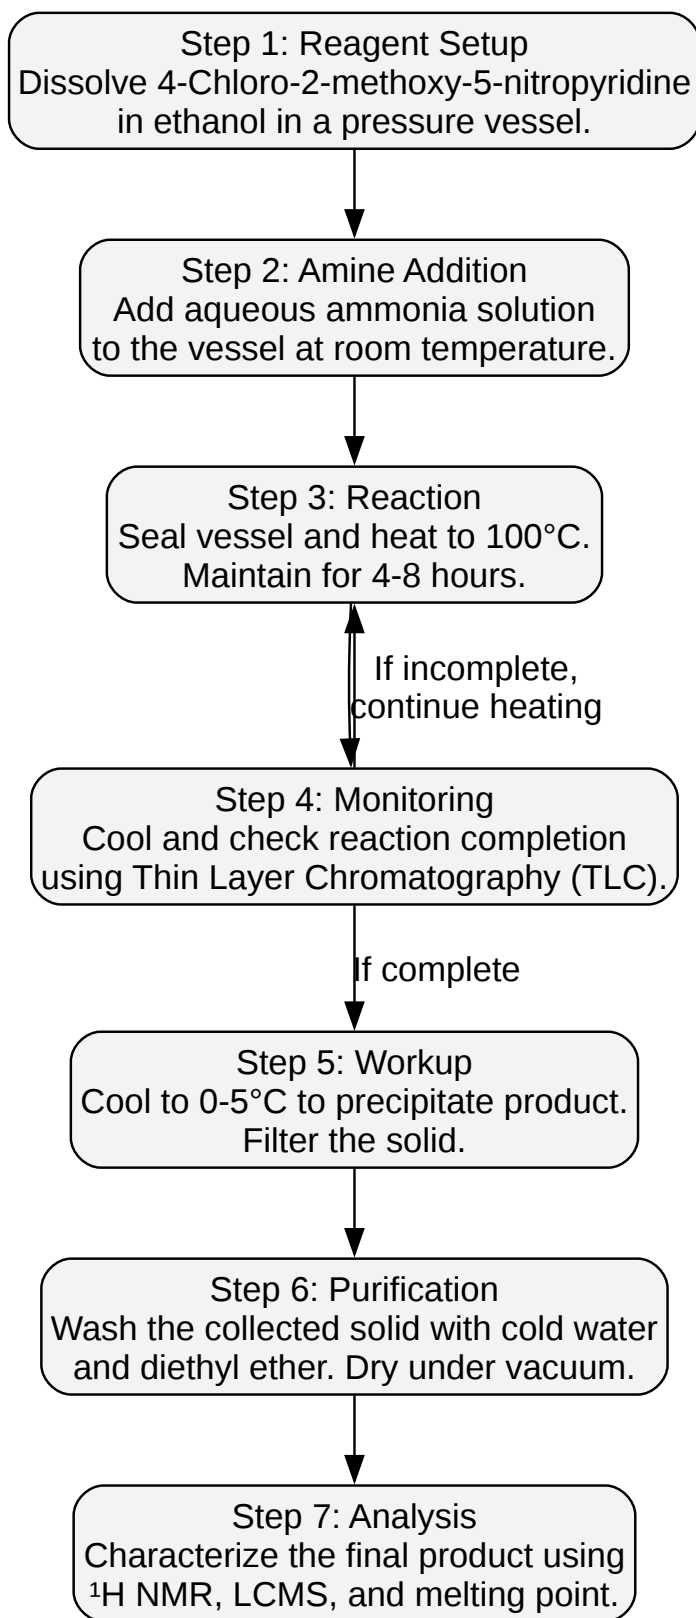 Step 1: Reagent Setup
Dissolve 4-Chloro-2-methoxy-5-nitropyridine
in ethanol in a pressure vessel.
Step 2: Amine Addition
Add aqueous ammonia solution
to the vessel at room temperature.
Step 3: Reaction
Seal vessel and heat to 100°C.
Maintain for 4-8 hours.
If incomplete,
continue heating
Step 4: Monitoring
Cool and check reaction completion
using Thin Layer Chromatography (TLC).
If complete
Step 5: Workup
Cool to 0-5°C to precipitate product.
Filter the solid.
Step 6: Purification
Wash the collected solid with cold water
and diethyl ether. Dry under vacuum.
Step 7: Analysis
Characterize the final product using
¹H NMR, LCMS, and melting point.